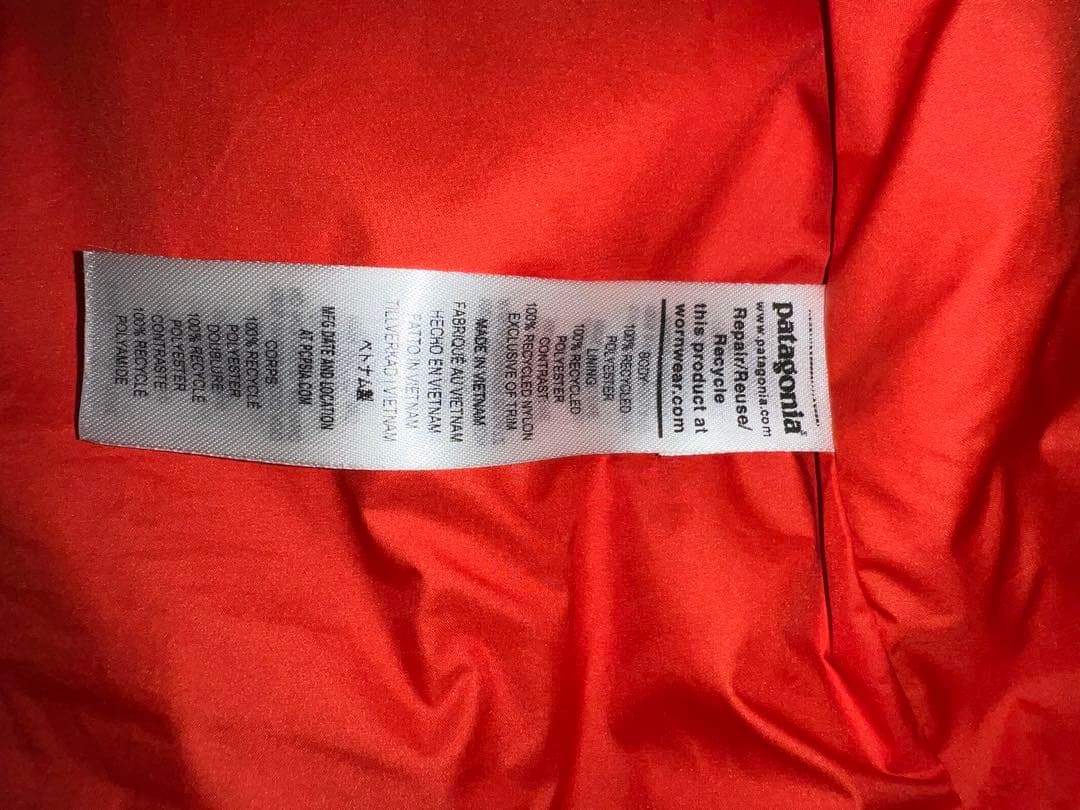 patagonia
www.patagonia.com
Repair/Reuse/
Recycle
this product at
wornwear.com
BODY
100% RECYCLED
POLYESTER
LINING
100% RECYCLED
POLYESTER
CONTRAST
100% RECYCLED NYLON
EXCLUSIVE OF TRIM
MADE IN VIETNAM
FABRIQUÉ AU VIETNAM
HECHO EN VIETNAM
FATTO IN VIETNAM
TILLVERKAD I VIETNAM
ベトナム製
MFG DATE AND LOCATION
AT PCPSIA.COM
CORPS
100% RECYCLÉ
POLYESTER
DOUBLURE
100% RECYCLÉ
POLYESTER
CONTRASTE
100% RECYCLÉ
POLYAMIDE